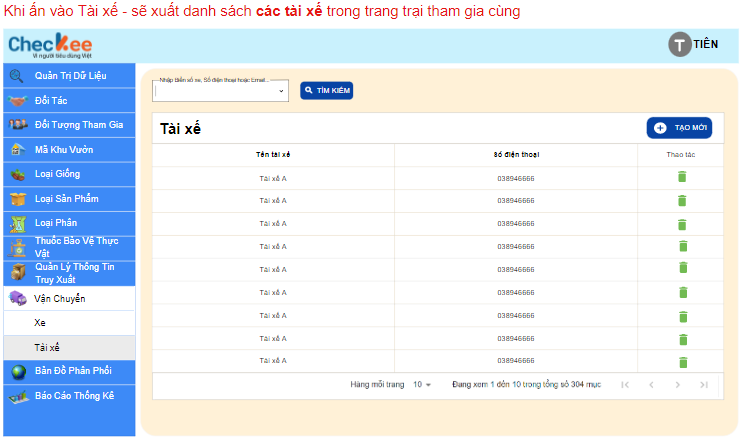 Khi ấn vào Tài xế - sẽ xuất danh sách các tài xế trong trang trại tham gia cùng
CHECKEE
Vì người tiêu dùng Việt
T TIÊN
Quản Trị Dữ Liệu
Đối Tác
Đối Tượng Tham Gia
Mã Khu Vườn
Loại Giống
Loại Sản Phẩm
Loại Phân
Thuốc Bảo Vệ Thực
Vật
Quản Lý Thông Tin
Truy Xuất
Vận Chuyển
Xe
Tài xế
Bản Đồ Phân Phối
Báo Cáo Thống Kê
Nhập Biển số xe, Số điện thoại hoặc Email...
TÌM KIẾM
Tài xế
TẠO MỚI
Tên tài xế Số điện thoại Thao tác
Tài xế A 038946666
Tài xế A 038946666
Tài xế A 038946666
Tài xế A 038946666
Tài xế A 038946666
Tài xế A 038946666
Tài xế A 038946666
Tài xế A 038946666
Tài xế A 038946666
Hàng mỗi trang 10 Đang xem 1 đến 10 trong tổng số 304 mục